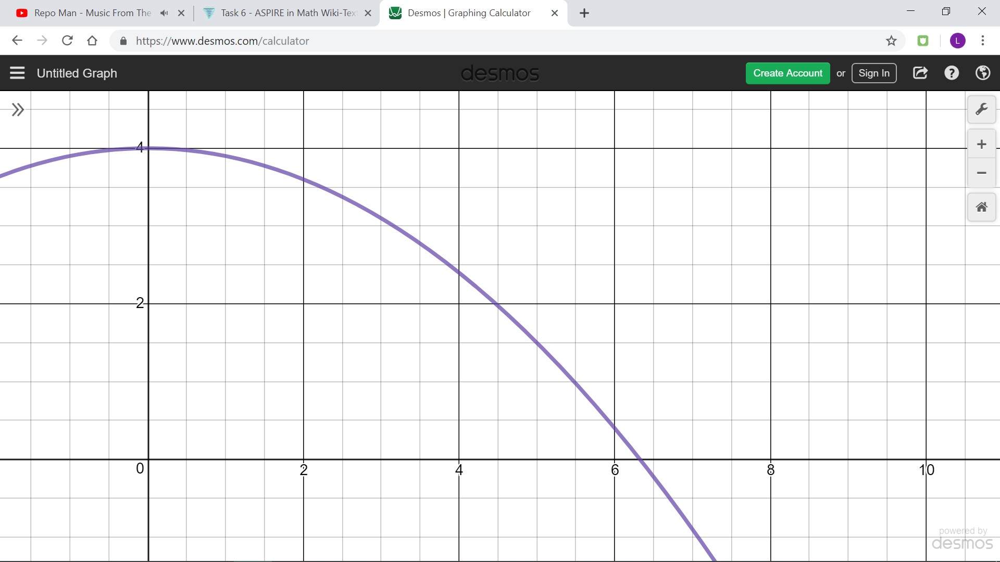 Repo Man - Music From The
Task 6 - ASPIRE in Math Wiki-Tex
Desmos | Graphing Calculator
https://www.desmos.com/calculator
L
Untitled Graph
desmos
Create Account or Sign In
4
2
0 2 4 6 8 10
powered by
desmos